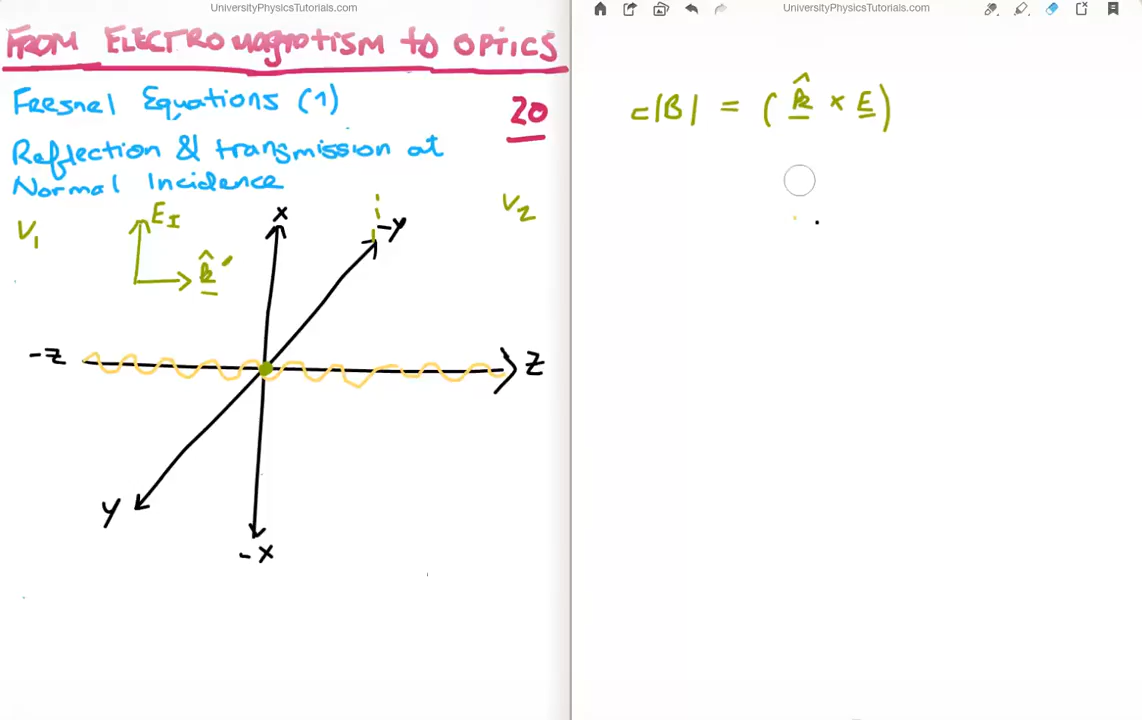 UniversityPhysicsTutorials.com
FROM ELECTROMAgnOTISM to OPTICS
Fresnel Equations (1)
20
Reflection & transmission at
Normal Incidence
V₁
E_I
k̂
x
-y
V₂
-z
z
y
-x
UniversityPhysicsTutorials.com
c|B| = (k̂ × E)